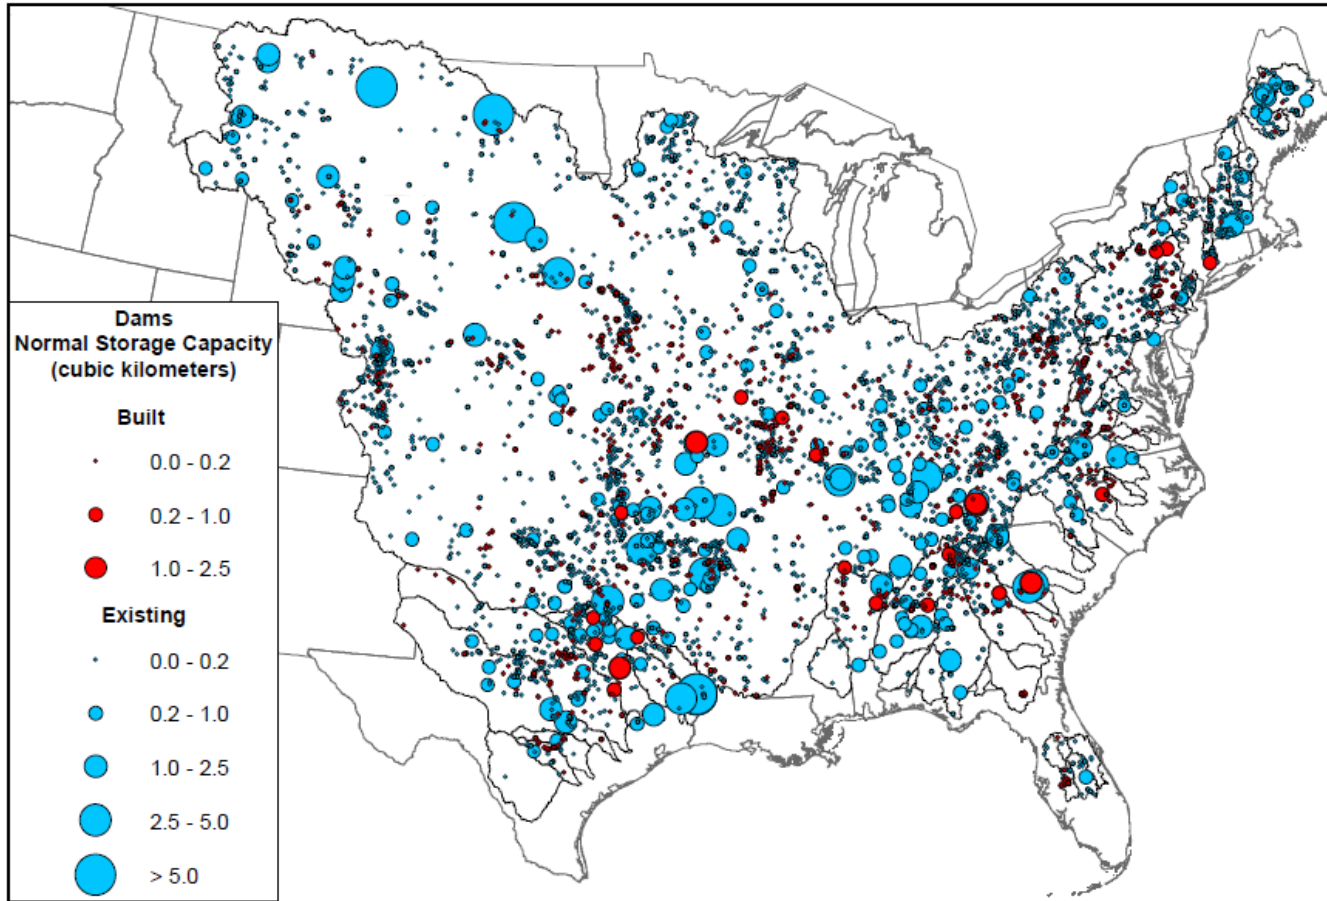 Dams
Normal Storage Capacity
(cubic kilometers)
Built
0.0 - 0.2
0.2 - 1.0
1.0 - 2.5
Existing
0.0 - 0.2
0.2 - 1.0
1.0 - 2.5
2.5 - 5.0
> 5.0